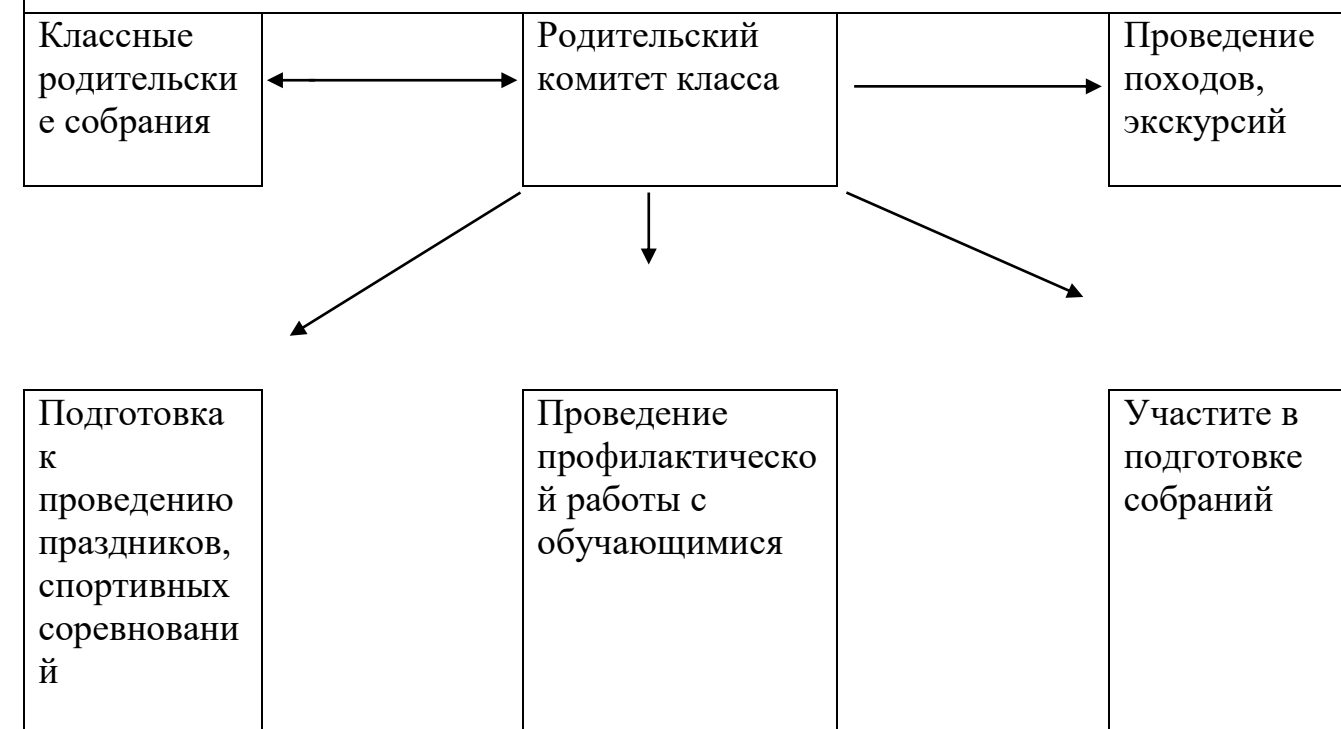 Классные
родительски
е собрания
Родительский
комитет класса
Проведение
походов,
экскурсий
Подготовка
к
проведению
праздников,
спортивных
соревновани
й
Проведение
профилактическо
й работы с
обучающимися
Участите в
подготовке
собраний